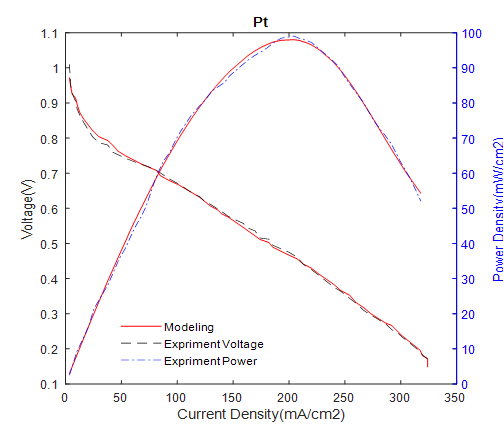 Pt
1.1
1
0.9
0.8
0.7
0.6
0.5
0.4
0.3
0.2
0.1
Voltage(V)
100
90
80
70
60
50
40
30
20
10
0
Power Density(mW/cm2)
Modeling
Expriment Voltage
Expriment Power
0 50 100 150 200 250 300 350
Current Density(mA/cm2)